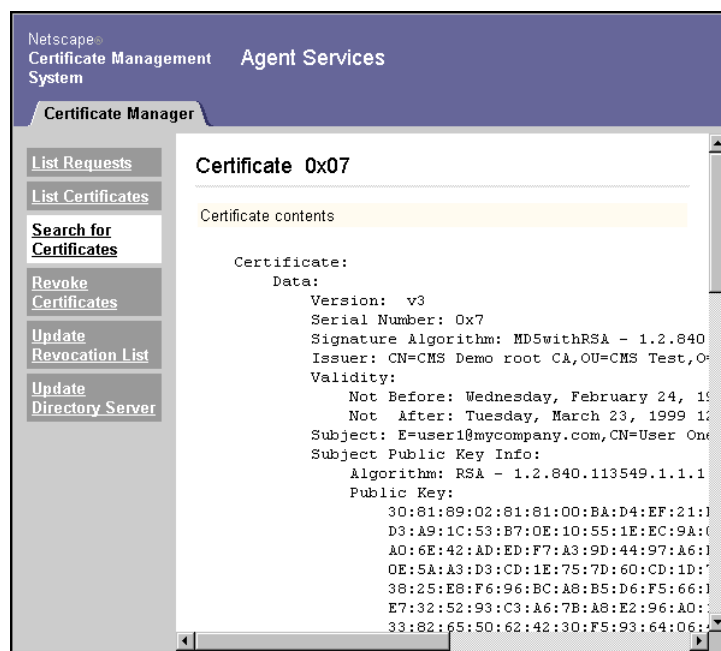 Netscape®
Certificate Management
System
Agent Services
Certificate Manager
List Requests
List Certificates
Search for
Certificates
Revoke
Certificates
Update
Revocation List
Update
Directory Server
Certificate 0x07
Certificate contents
Certificate:
Data:
Version: v3
Serial Number: 0x7
Signature Algorithm: MD5withRSA - 1.2.840
Issuer: CN=CMS Demo root CA,OU=CMS Test,O=
Validity:
Not Before: Wednesday, February 24, 19
Not After: Tuesday, March 23, 1999 12
Subject: E=user1@mycompany.com,CN=User One
Subject Public Key Info:
Algorithm: RSA - 1.2.840.113549.1.1.1
Public Key:
30:81:89:02:81:81:00:BA:D4:EF:21:
D3:A9:1C:53:B7:0E:10:55:1E:EC:9A:
A0:6E:42:AD:ED:F7:A3:9D:44:97:A6:
0E:5A:A3:D3:CD:1E:75:7D:60:CD:1D:
38:25:E8:F6:96:BC:A8:B5:D6:F5:66:
E7:32:52:93:C3:A6:7B:A8:E2:96:A0:
33:82:65:50:62:42:30:F5:93:64:06: